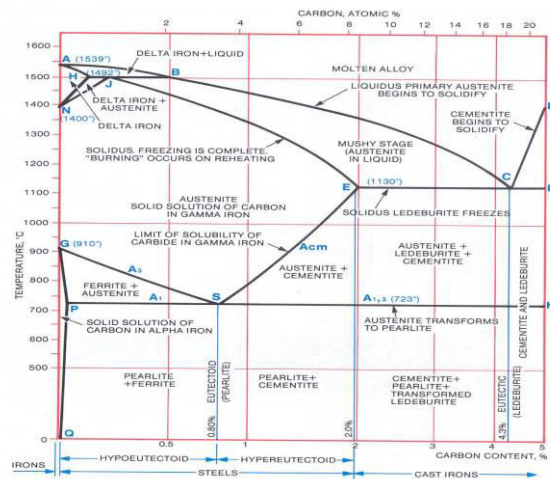 CARBON, ATOMIC %
2 4 6 8 10 12 14 16 18 20
1600
1500
1400
1300
1200
1100
1000
900
800
700
600
500
0
TEMPERATURE, °C
A (1539°)
DELTA IRON+LIQUID
H (1492°)
J
B
MOLTEN ALLOY
LIQUIDUS PRIMARY AUSTENITE
BEGINS TO SOLIDIFY
DELTA IRON +
AUSTENITE
N
DELTA IRON
(1400°)
CEMENTITE
BEGINS TO
SOLIDIFY
SOLIDUS. FREEZING IS COMPLETE.
"BURNING" OCCURS ON REHEATING
MUSHY STAGE
(AUSTENITE
IN LIQUID)
C
E (1130°)
SOLIDUS LEDEBURITE FREEZES
AUSTENITE
SOLID SOLUTION OF CARBON
IN GAMMA IRON
G (910°)
LIMIT OF SOLUBILITY OF
CARBIDE IN GAMMA IRON
Acm
AUSTENITE +
CEMENTITE
AUSTENITE +
LEDEBURITE +
CEMENTITE
A3
FERRITE +
AUSTENITE
A1
S
A1,3 (723°)
P
AUSTENITE TRANSFORMS
TO PEARLITE
SOLID SOLUTION OF
CARBON IN ALPHA IRON
CEMENTITE AND LEDEBURITE
PEARLITE
+FERRITE
PEARLITE+
CEMENTITE
CEMENTITE+
PEARLITE+
TRANSFORMED
LEDEBURITE
0.80% EUTECTOID
(PEARLITE)
2.0%
4.3% EUTECTIC
(LEDEBURITE)
Q
0.5 1 2 3 4 5
CARBON CONTENT, %
HYPOEUTECTOID HYPEREUTECTOID
IRONS STEELS CAST IRONS